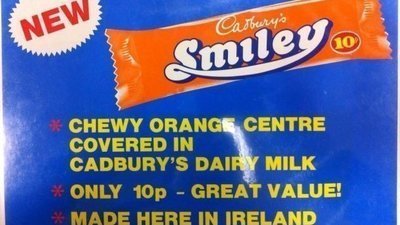 NEW
Cadbury's
Smiley
10p
* CHEWY ORANGE CENTRE
COVERED IN
CADBURY'S DAIRY MILK
* ONLY 10p - GREAT VALUE!
* MADE HERE IN IRELAND